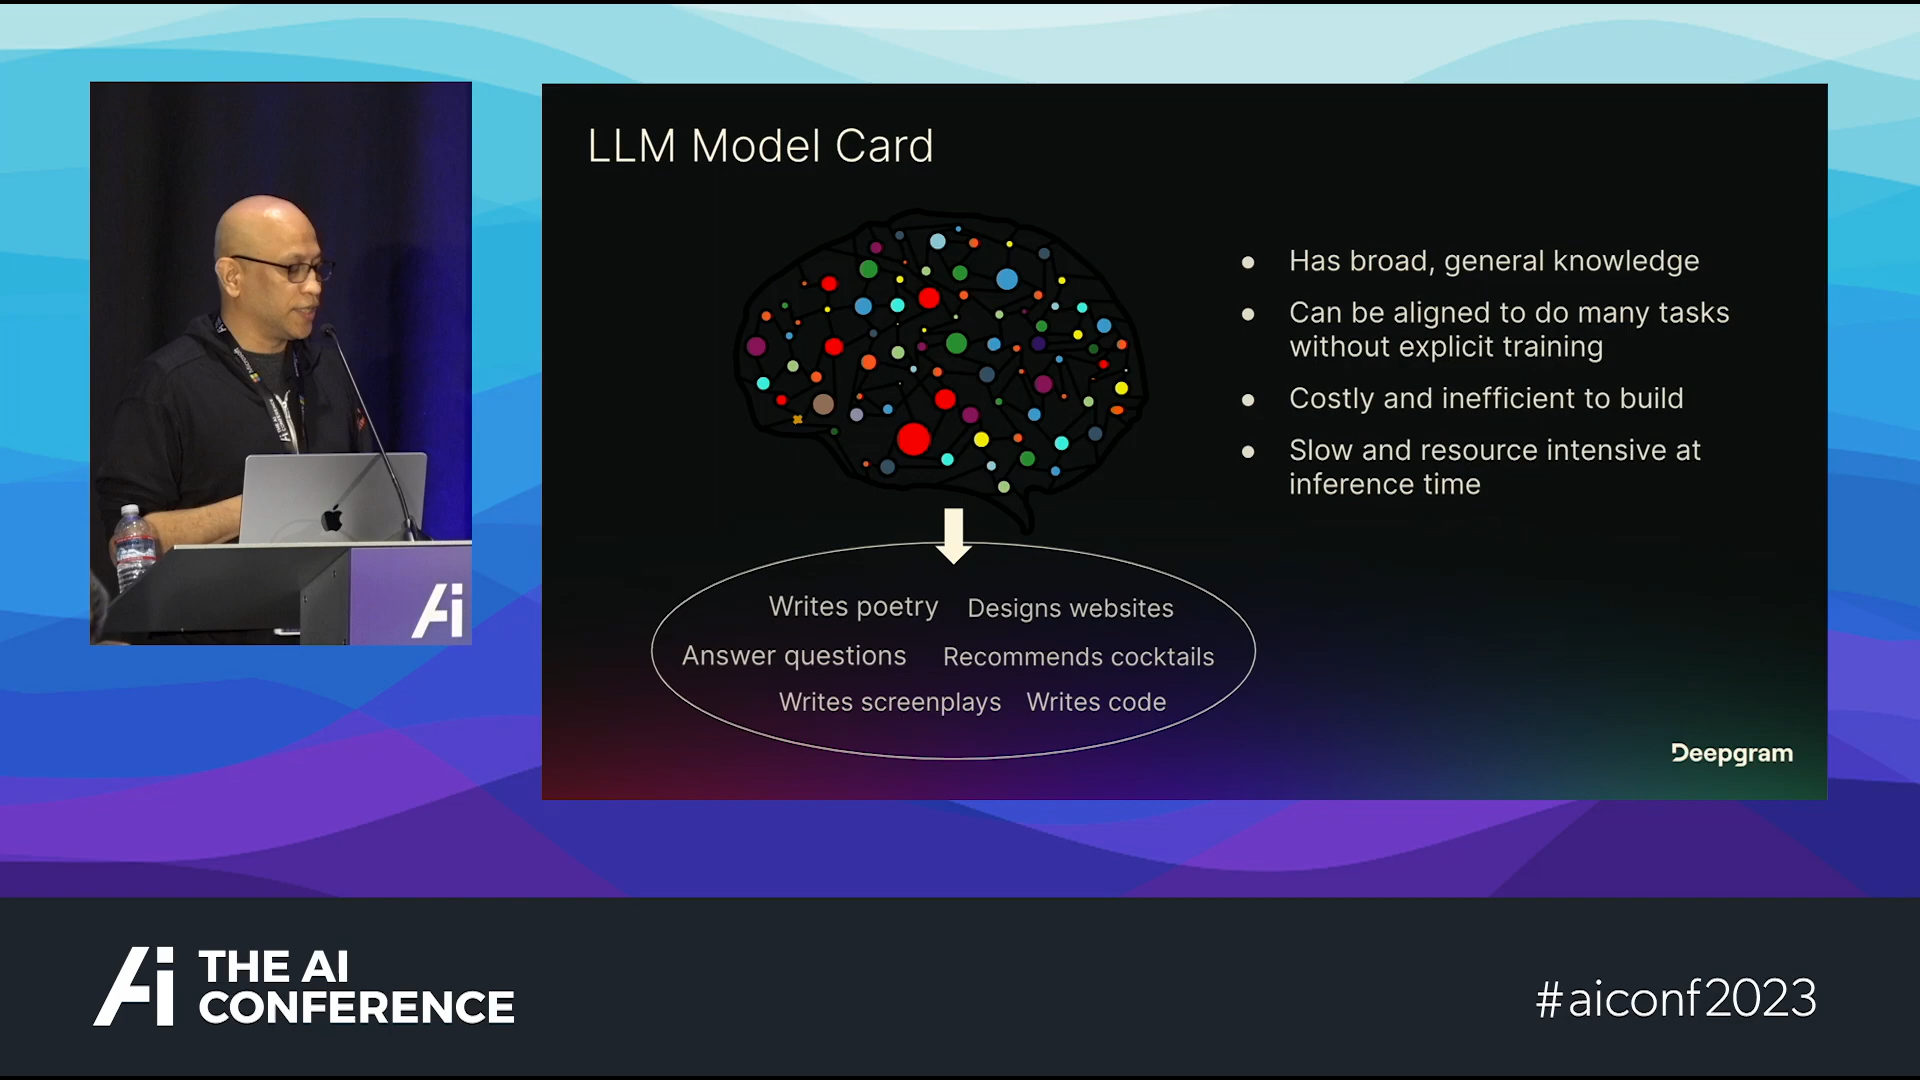 LLM Model Card
Has broad, general knowledge
Can be aligned to do many tasks
without explicit training
Costly and inefficient to build
Slow and resource intensive at
inference time
Writes poetry Designs websites
Answer questions Recommends cocktails
Writes screenplays Writes code
Deepgram
Ai
Ai THE AI
CONFERENCE
#aiconf2023